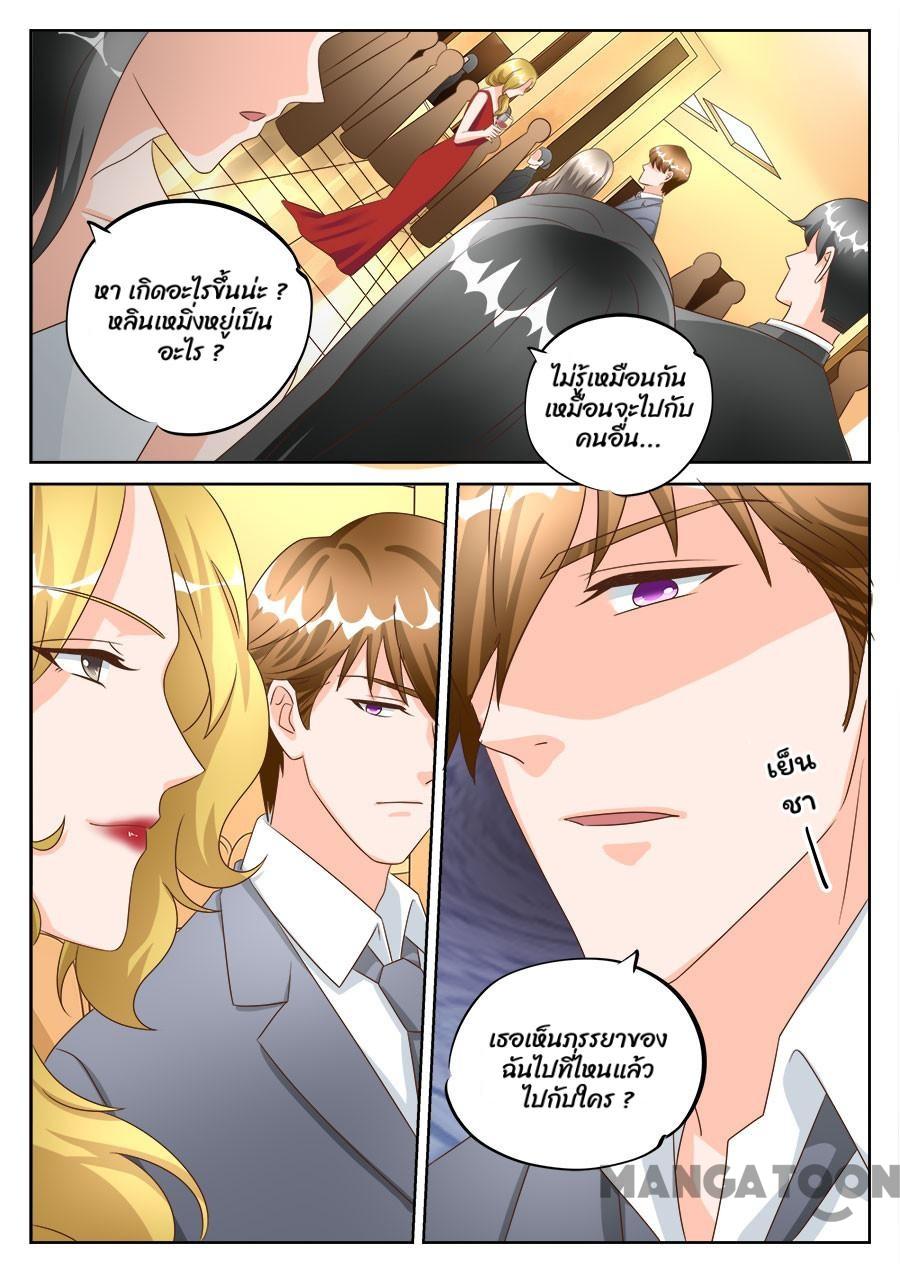 หา เกิดอะไรขึ้นน่ะ ?
หลินเหมิ่งหยู่เป็น
อะไร ?
ไม่รู้เหมือนกัน
เหมือนจะไปกับ
คนอื่น...
เย็น
ชา
เธอเห็นภรรยาของ
ฉันไปที่ไหนแล้ว
ไปกับใคร ?
MANGATOON